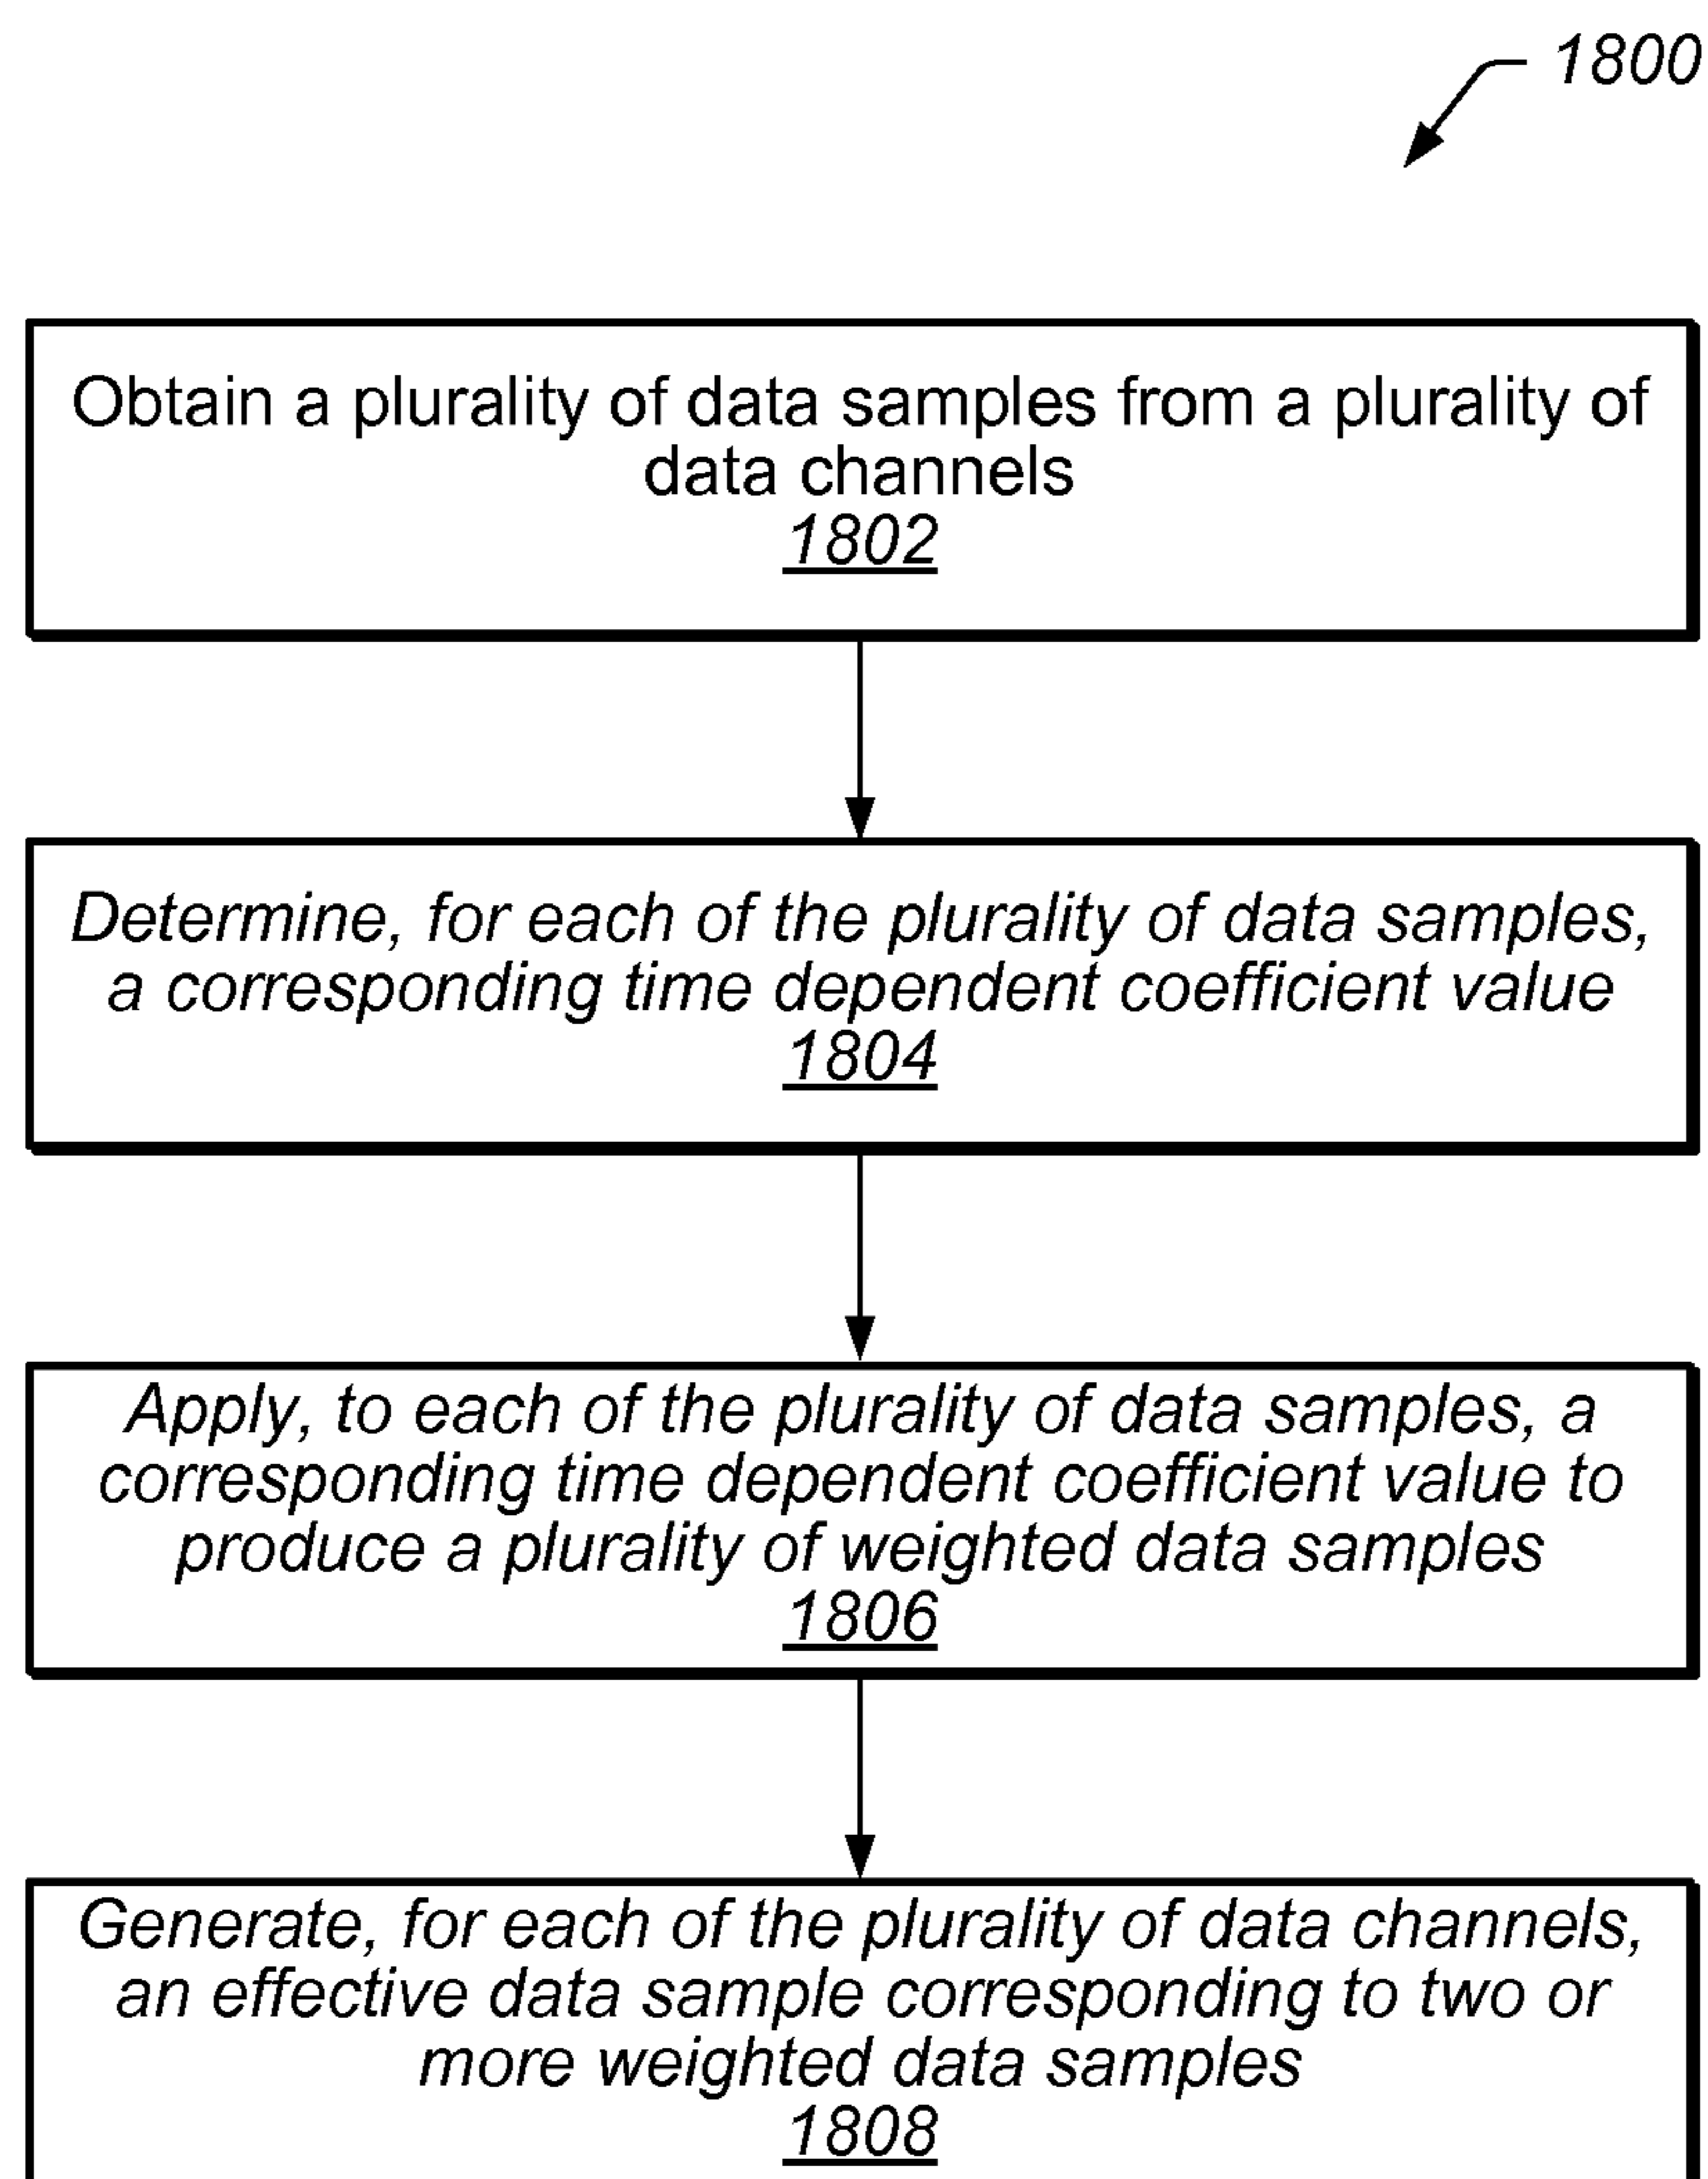 1800
Obtain a plurality of data samples from a plurality of
data channels
1802
Determine, for each of the plurality of data samples,
a corresponding time dependent coefficient value
1804
Apply, to each of the plurality of data samples, a
corresponding time dependent coefficient value to
produce a plurality of weighted data samples
1806
Generate, for each of the plurality of data channels,
an effective data sample corresponding to two or
more weighted data samples
1808